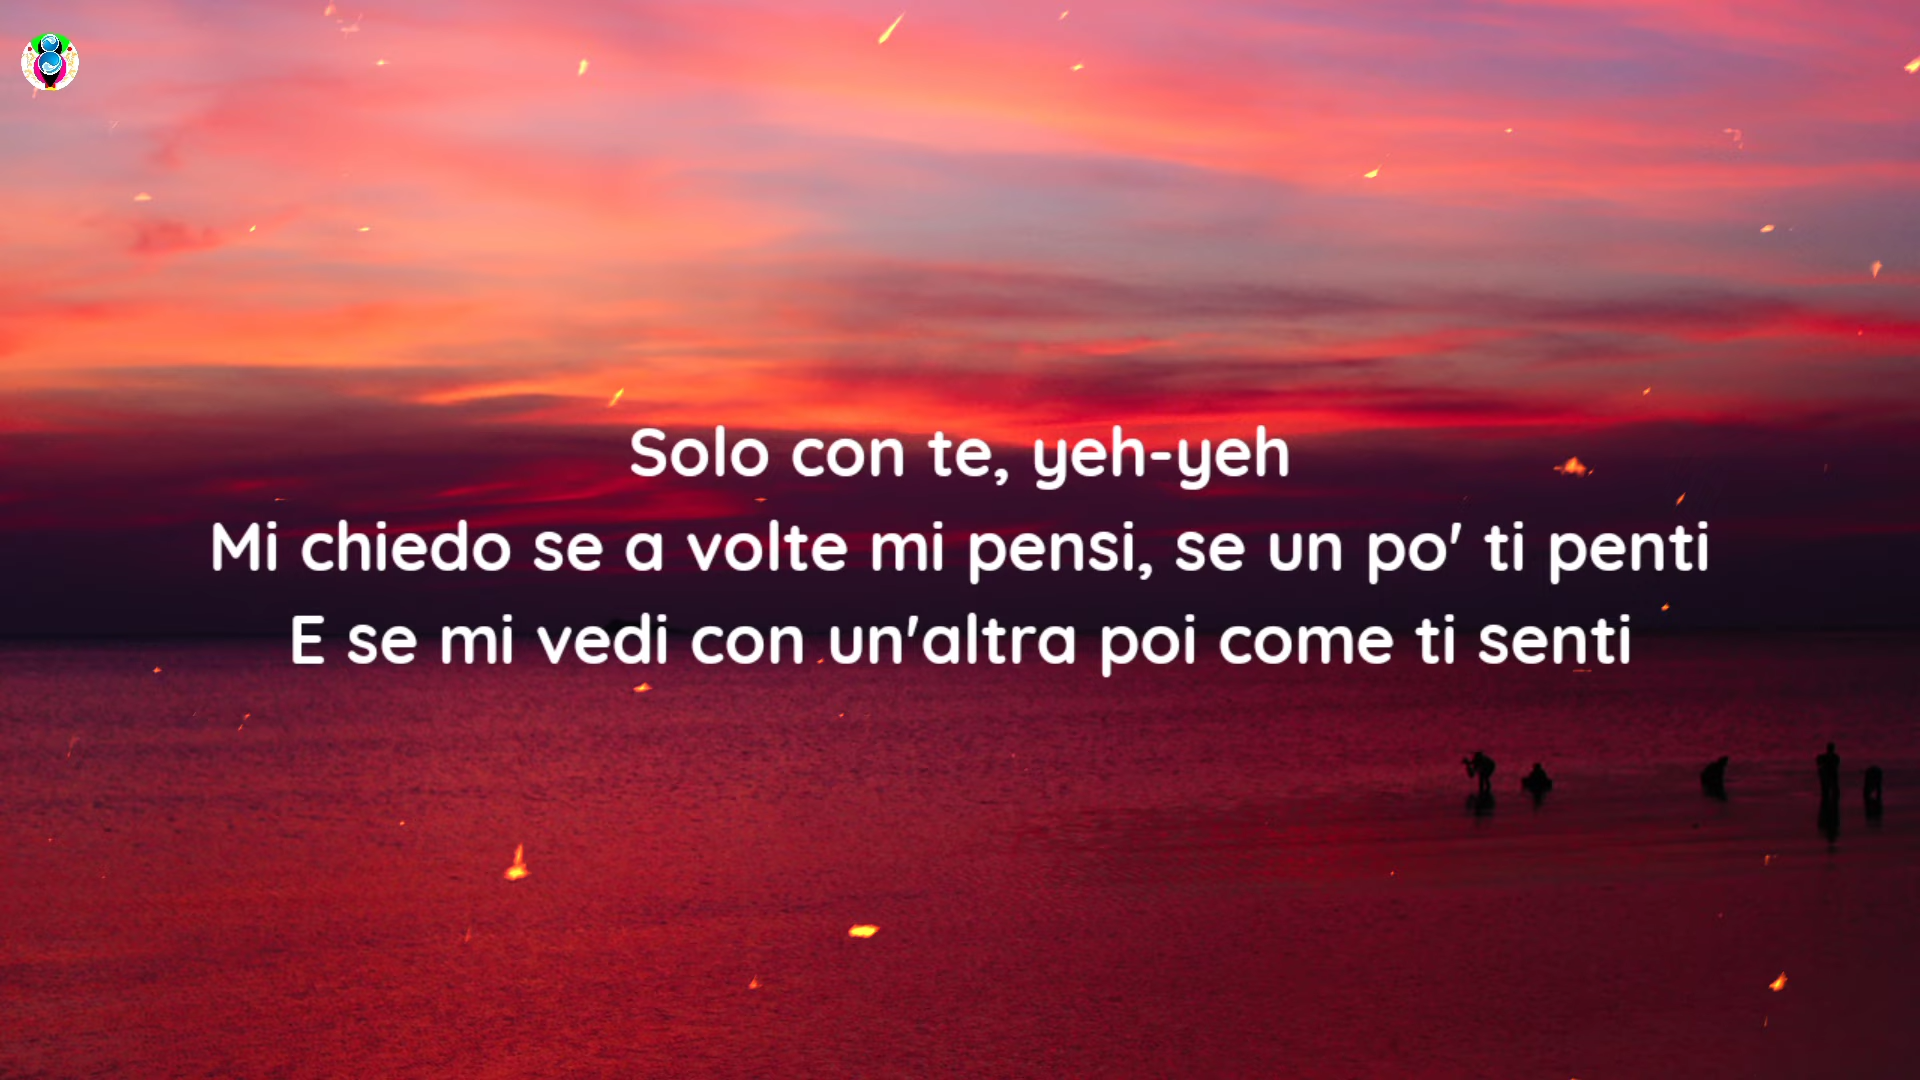 Solo con te, yeh-yeh
Mi chiedo se a volte mi pensi, se un po' ti penti
E se mi vedi con un'altra poi come ti senti